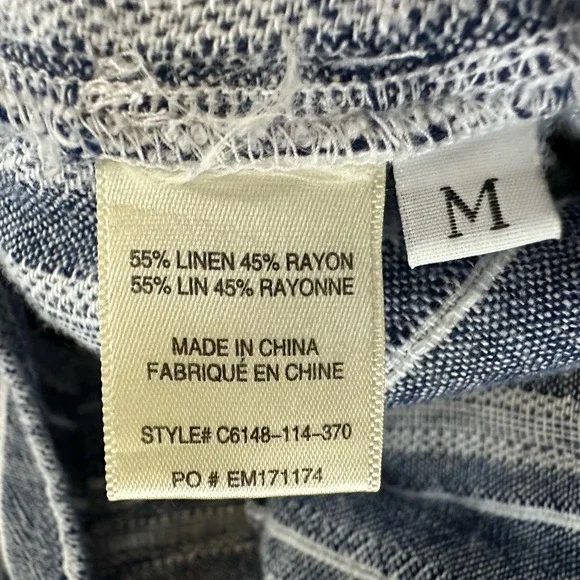 55% LINEN 45% RAYON
55% LIN 45% RAYONNE
MADE IN CHINA
FABRIQUÉ EN CHINE
STYLE# C6148-114-370
PO # EM171174
M